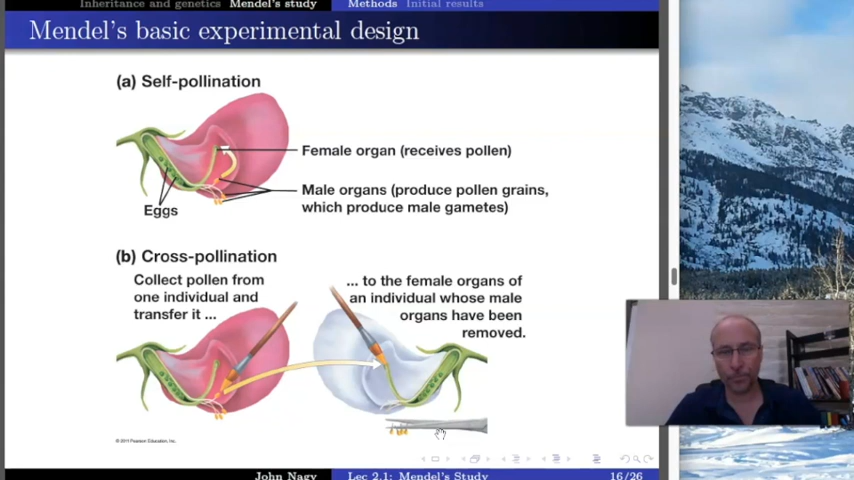 Inheritance and genetics Mendel's study Methods Initial results
Mendel's basic experimental design
(a) Self-pollination
Female organ (receives pollen)
Male organs (produce pollen grains,
which produce male gametes)
Eggs
(b) Cross-pollination
Collect pollen from
one individual and
transfer it ...
... to the female organs of
an individual whose male
organs have been
removed.
© 2011 Pearson Education, Inc.
John Nagy Lec 2.1: Mendel's Study 16/26